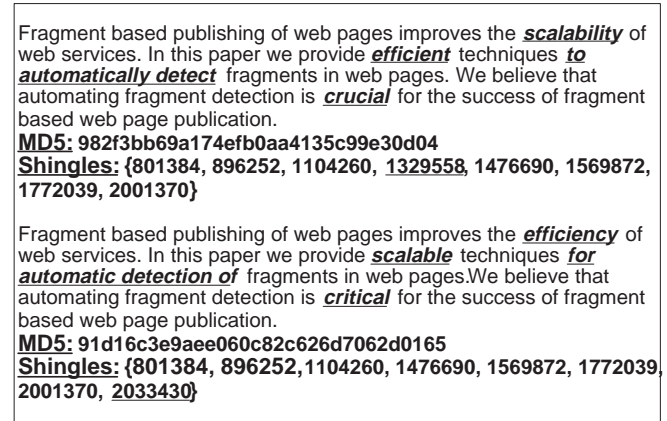 Fragment based publishing of web pages improves the scalability of
web services. In this paper we provide efficient techniques to
automatically detect fragments in web pages. We believe that
automating fragment detection is crucial for the success of fragment
based web page publication.
MD5: 982f3bb69a174efb0aa4135c99e30d04
Shingles: {801384, 896252, 1104260, 1329558, 1476690, 1569872,
1772039, 2001370}
Fragment based publishing of web pages improves the efficiency of
web services. In this paper we provide scalable techniques for
automatic detection of fragments in web pages.We believe that
automating fragment detection is critical for the success of fragment
based web page publication.
MD5: 91d16c3e9aee060c82c626d7062d0165
Shingles: {801384, 896252,1104260, 1476690, 1569872, 1772039,
2001370, 2033430}